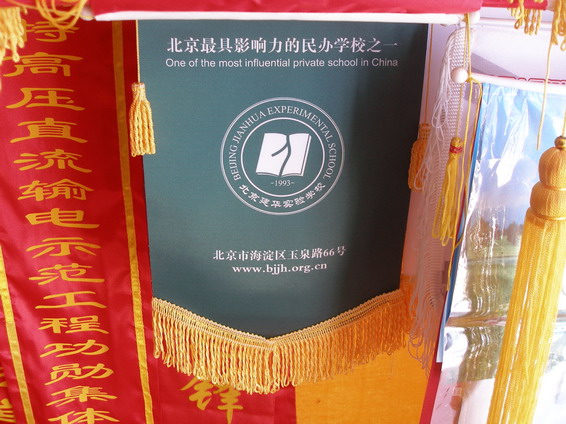 北京最具影响力的民办学校之一
One of the most influential private school in China
BEIJING JIANHUA EXPERIMENTAL SCHOOL
-1993-
北京建华实验学校
北京市海淀区玉泉路66号
www.bjjh.org.cn
特高压直流输电示范工程功勋集体